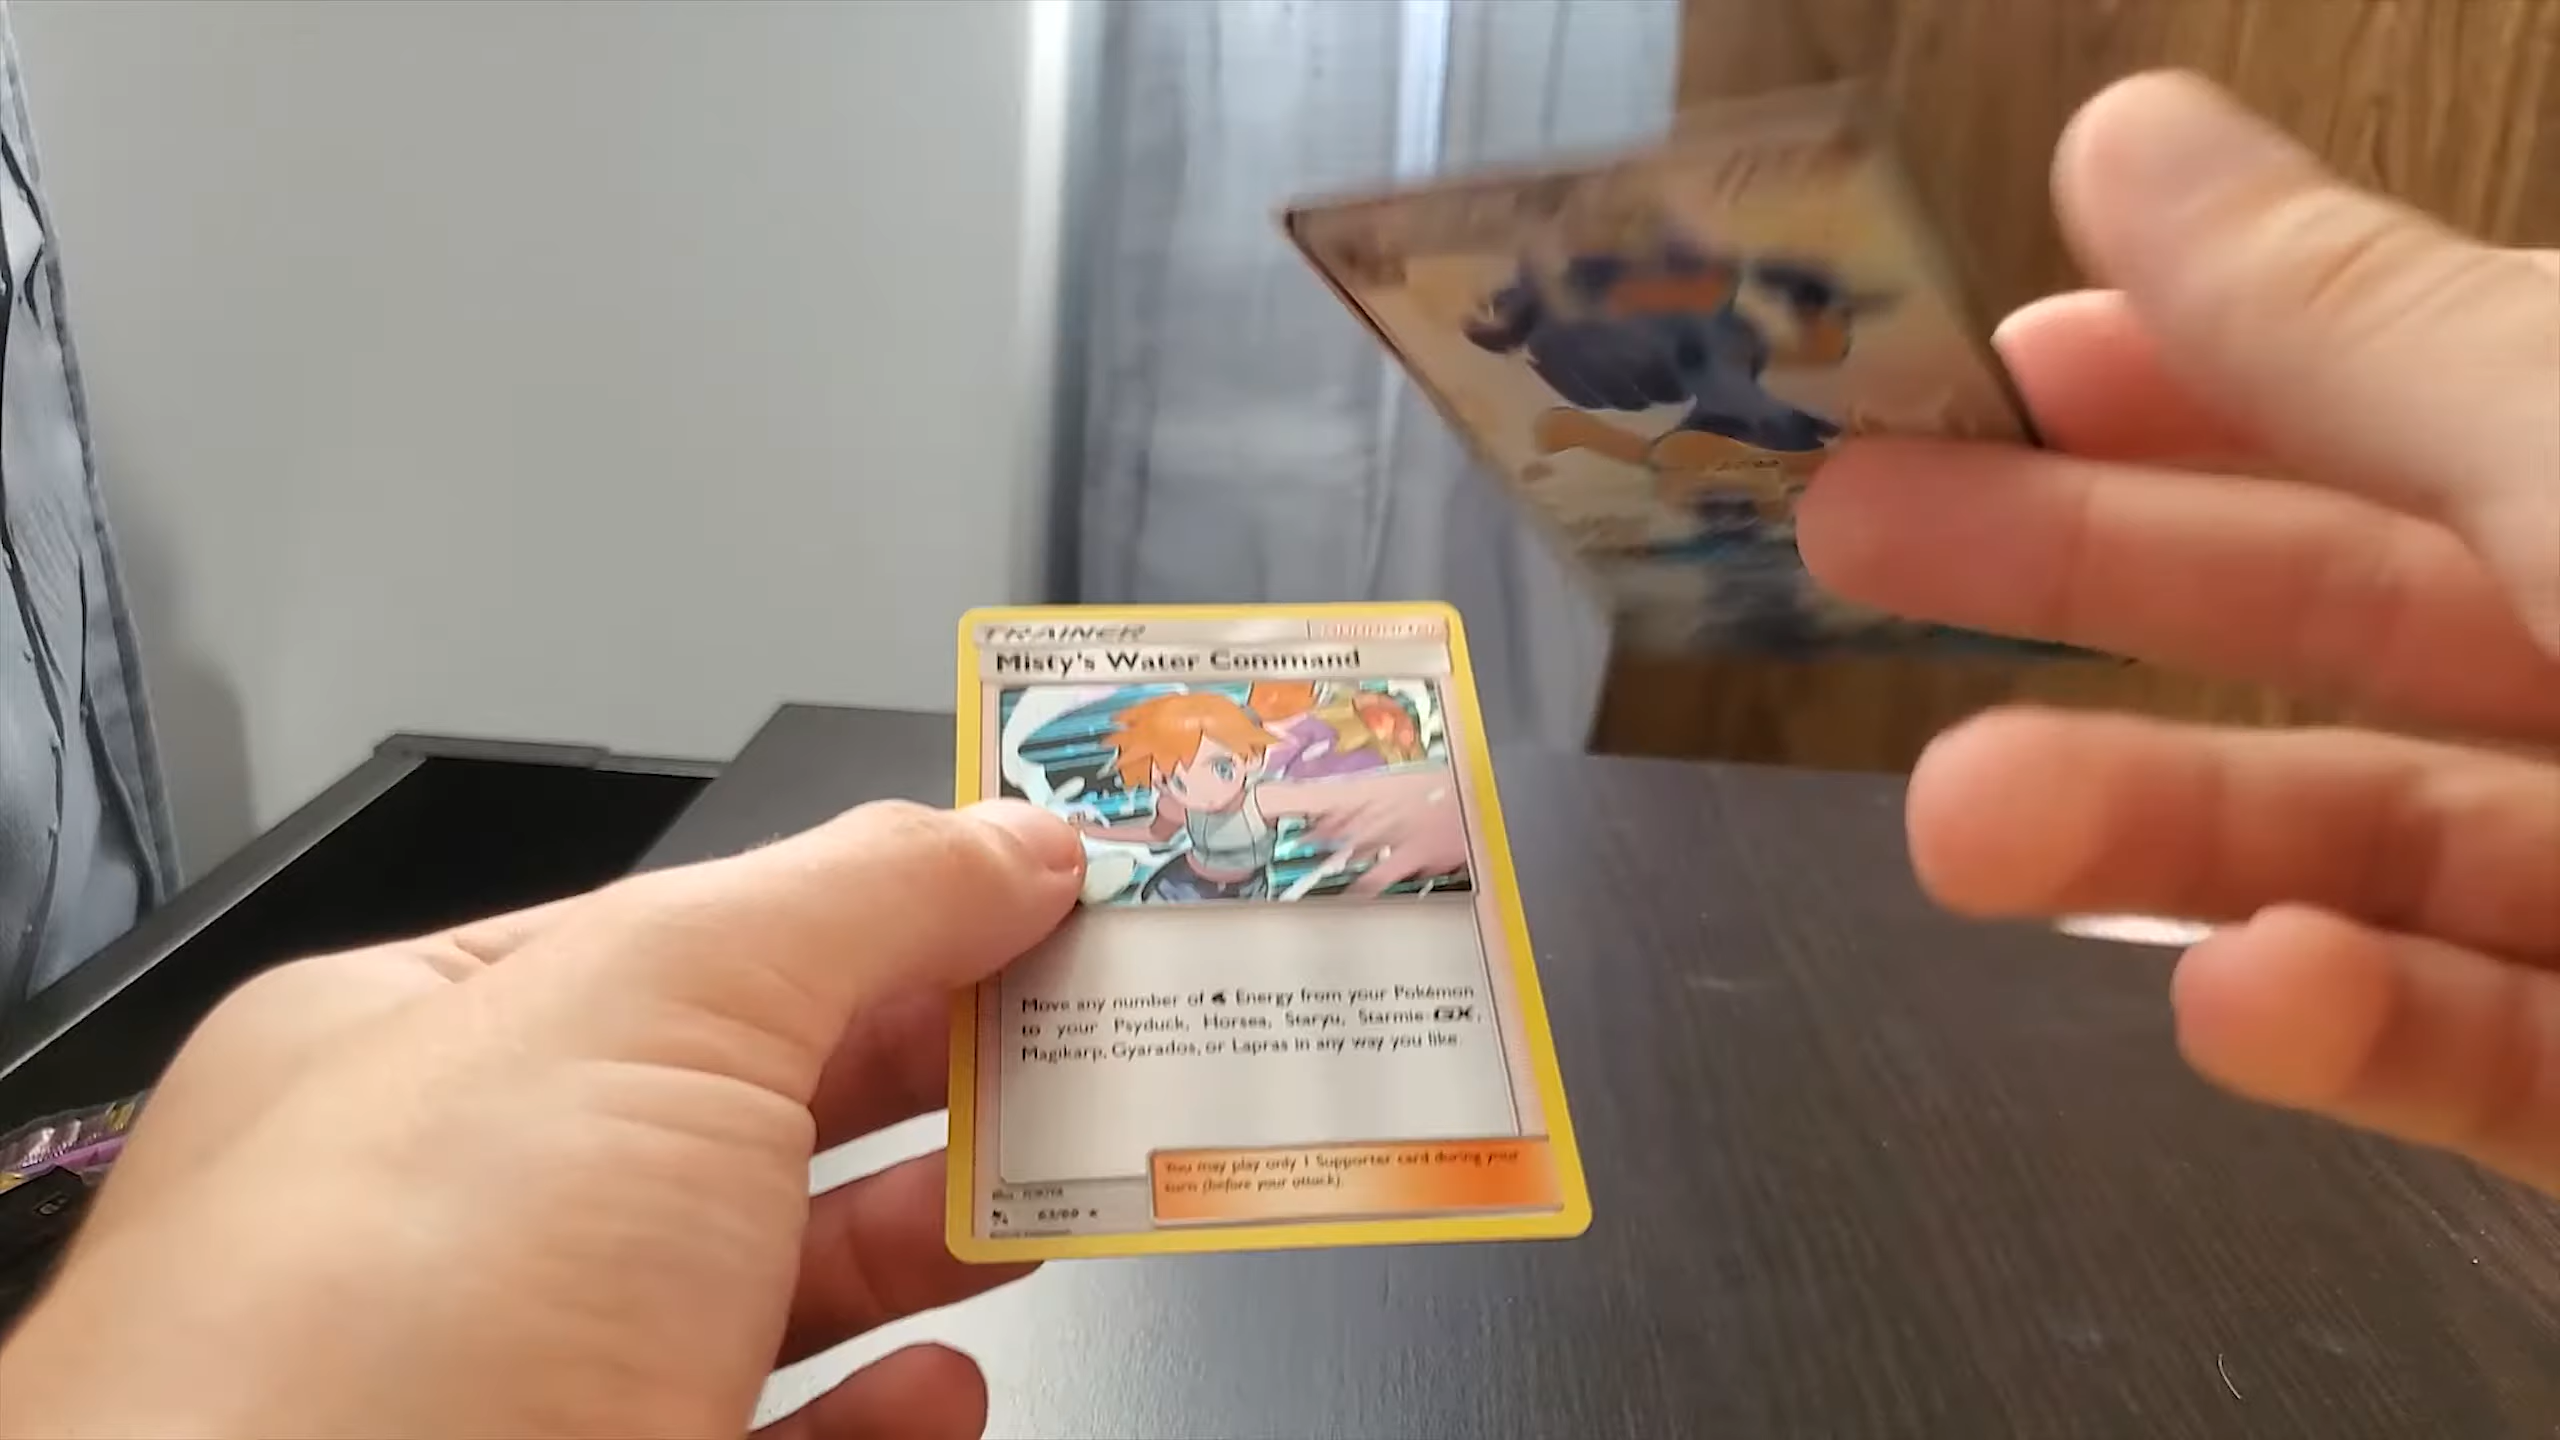 TRAINER
SUPPORTER
Misty's Water Command
Move any number of Energy from your Pokémon
to your Psyduck, Horsea, Staryu, Starmie-GX,
Magikarp, Gyarados, or Lapras in any way you like.
You may play only 1 Supporter card during your
turn (before your attack).
63/68